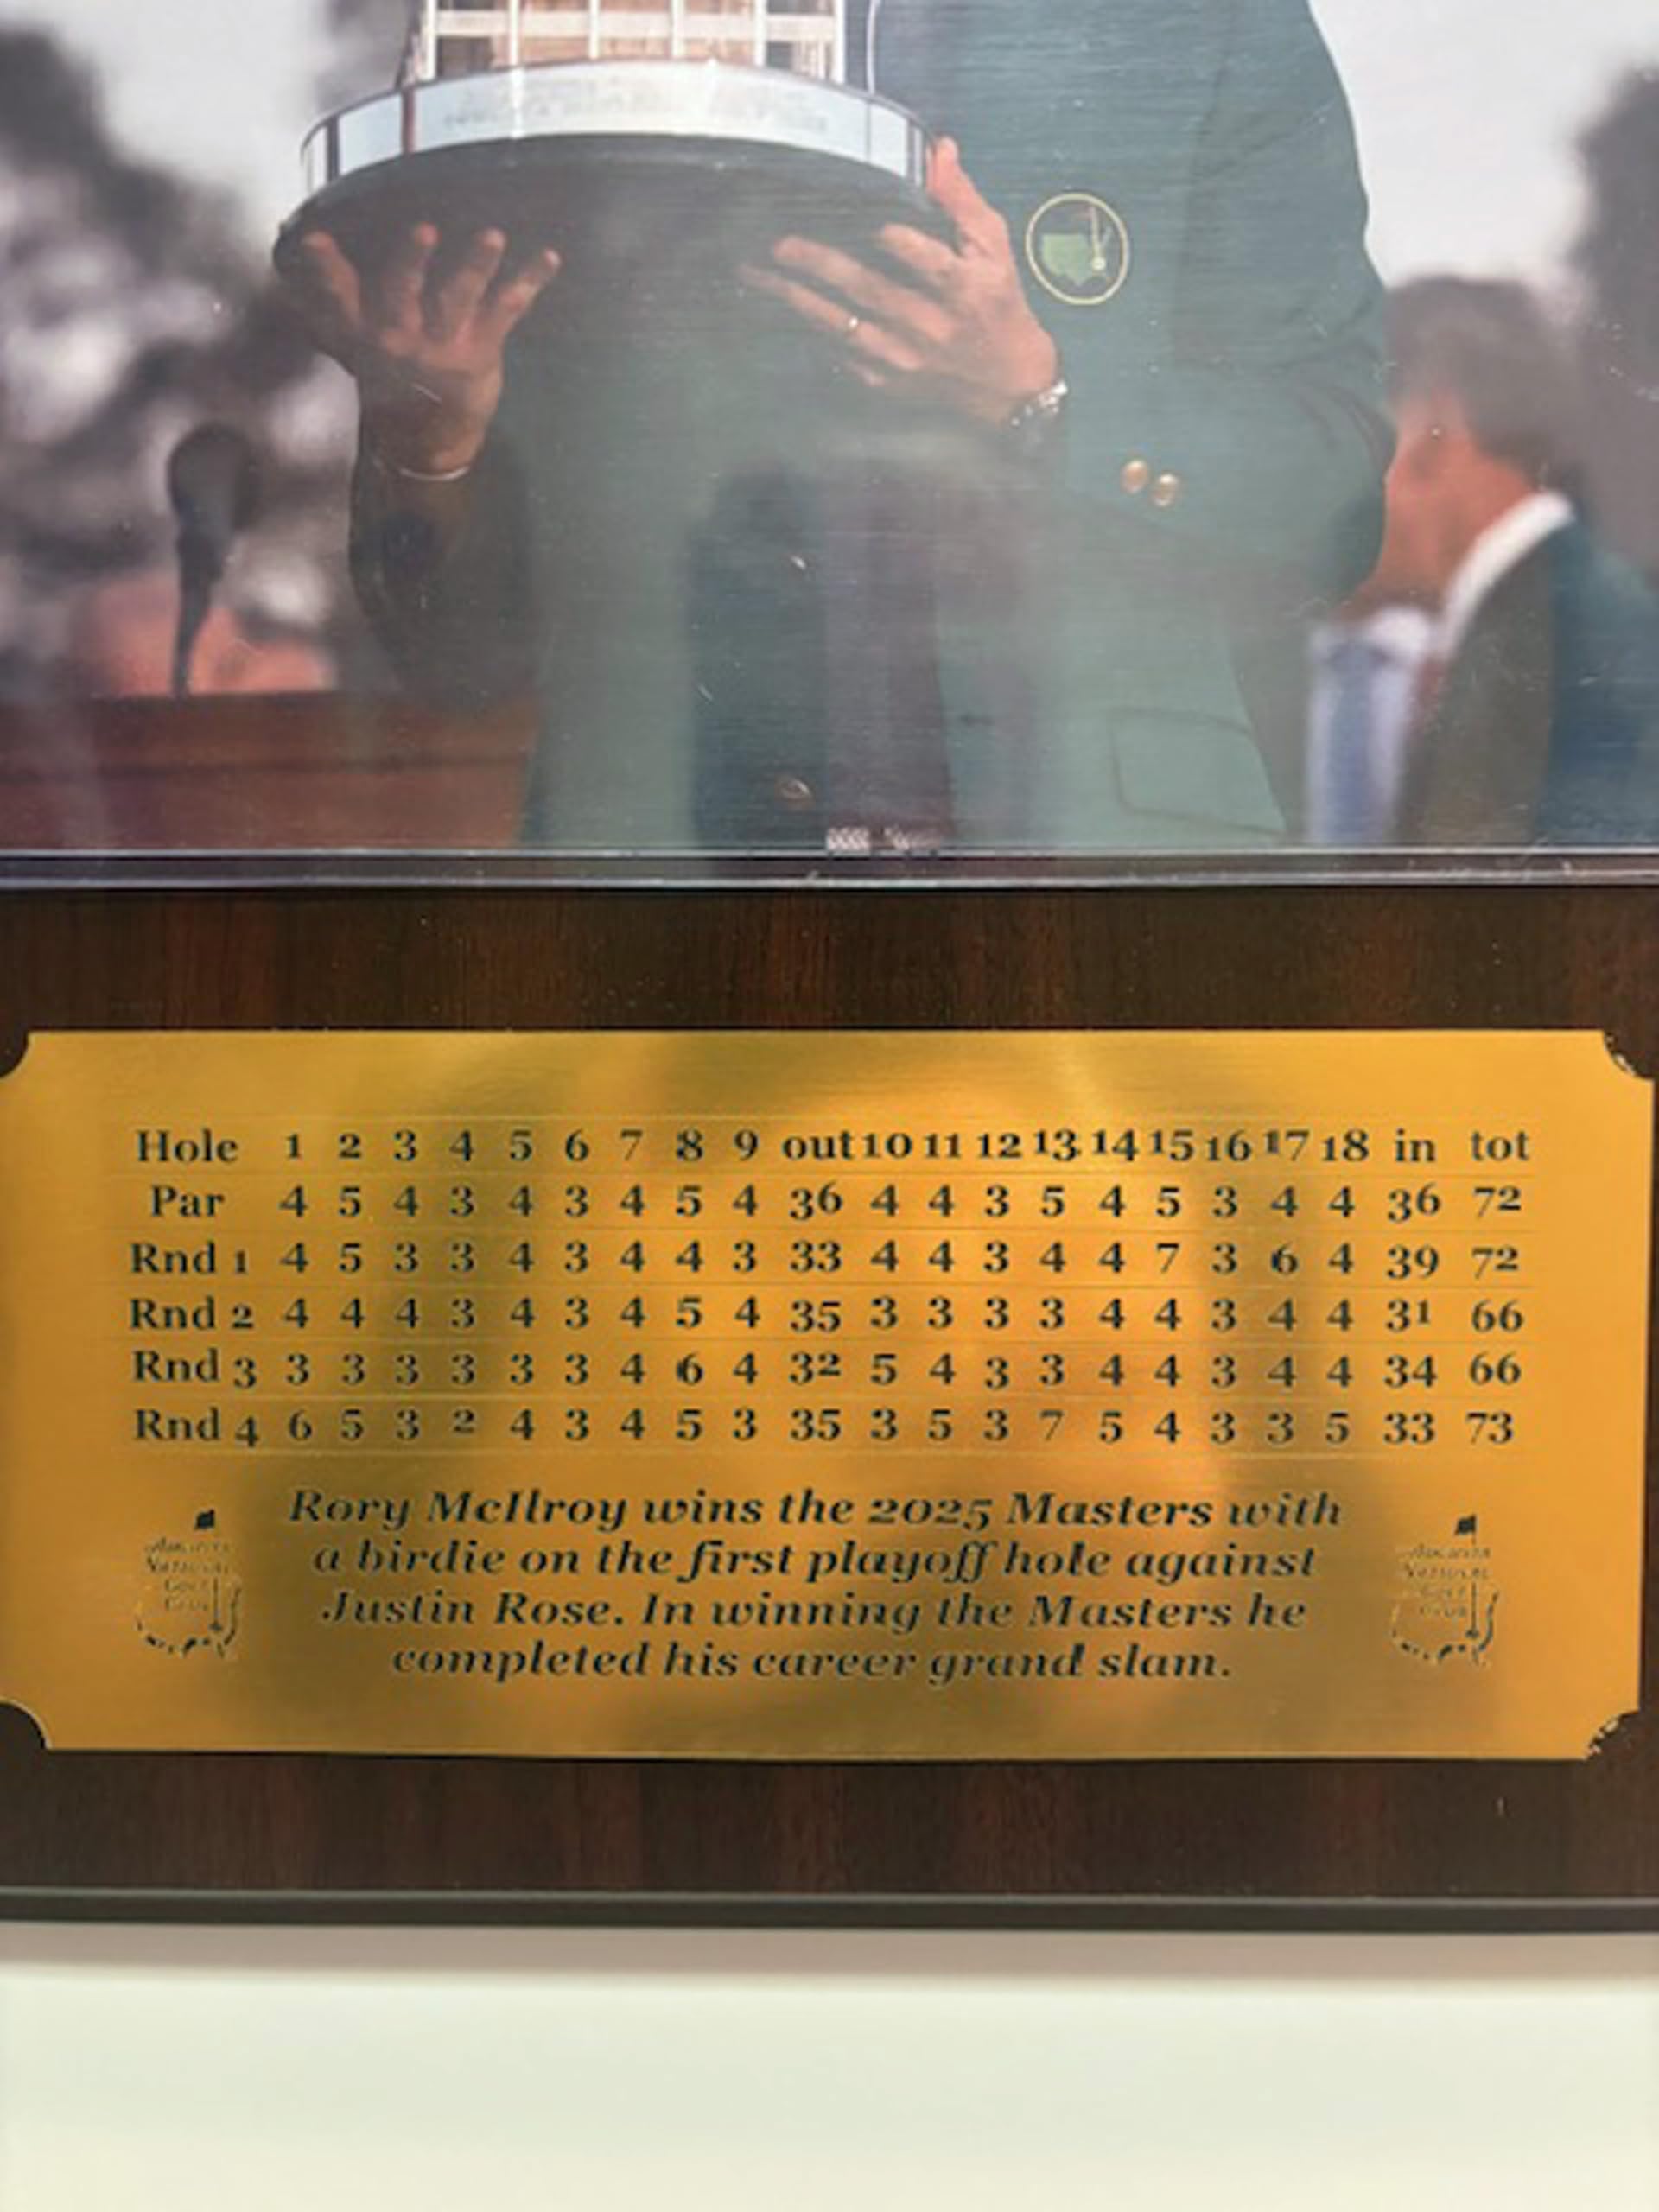 Hole 1 2 3 4 5 6 7 8 9 out 10 11 12 13 14 15 16 17 18 in tot
Par 4 5 4 3 4 3 4 5 4 36 4 4 3 5 4 5 3 4 4 36 72
Rnd 1 4 5 3 3 4 3 4 4 3 33 4 4 3 4 4 7 3 6 4 39 72
Rnd 2 4 4 4 3 4 3 4 5 4 35 3 3 3 3 4 4 3 4 4 31 66
Rnd 3 3 3 3 3 3 3 4 6 4 32 5 4 3 3 4 4 3 4 4 34 66
Rnd 4 6 5 3 2 4 3 4 5 3 35 3 5 3 7 5 4 3 3 5 33 73
Rory McIlroy wins the 2025 Masters with
a birdie on the first playoff hole against
Justin Rose. In winning the Masters he
completed his career grand slam.
Augusta
National
Golf
Club
Augusta
National
Golf
Club